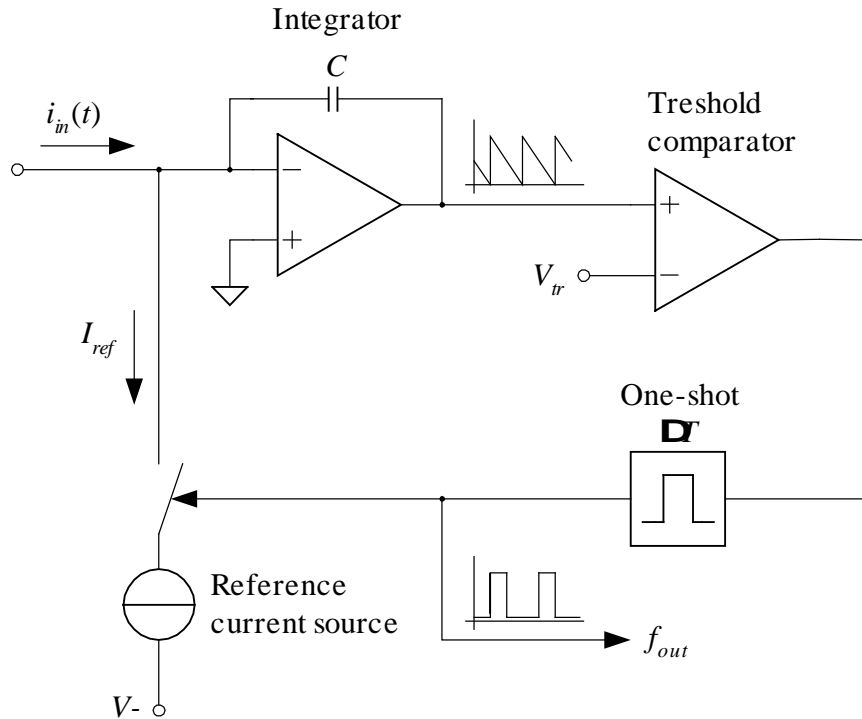 Integrator
C
i_in(t)
Treshold
comparator
−
+
+
−
V_tr
I_ref
One-shot
DT
Reference
current source
f_out
V-